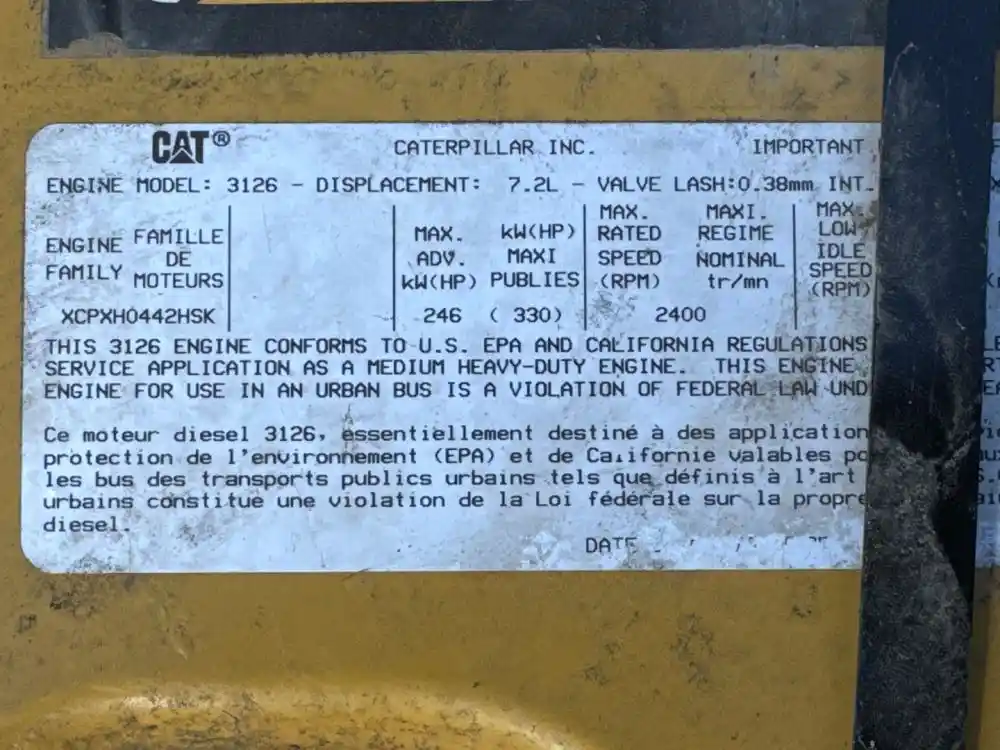 CAT® CATERPILLAR INC. IMPORTANT
ENGINE MODEL: 3126 - DISPLACEMENT: 7.2L - VALVE LASH:0.38mm INT.
ENGINE FAMILY
FAMILLE DE MOTEURS
MAX. ADV. kW(HP)
kW(HP) MAXI PUBLIES
MAX. RATED SPEED (RPM)
MAXI. REGIME NOMINAL tr/mn
MAX. LOW IDLE SPEED (RPM)
XCPXH0442HSK 246 ( 330) 2400
THIS 3126 ENGINE CONFORMS TO U.S. EPA AND CALIFORNIA REGULATIONS
SERVICE APPLICATION AS A MEDIUM HEAVY-DUTY ENGINE. THIS ENGINE
ENGINE FOR USE IN AN URBAN BUS IS A VIOLATION OF FEDERAL LAW UND
Ce moteur diesel 3126, essentiellement destiné à des application
protection de l'environnement (EPA) et de Californie valables
les bus des transports publics urbains tels que définis à l'art
urbains constitue une violation de la Loi fédérale sur la propre
diesel.
DATE